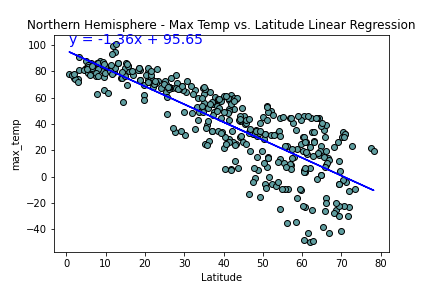 Northern Hemisphere - Max Temp vs. Latitude Linear Regression
y = -1.36x + 95.65
100
80
60
40
20
0
−20
−40
max_temp
0 10 20 30 40 50 60 70 80
Latitude